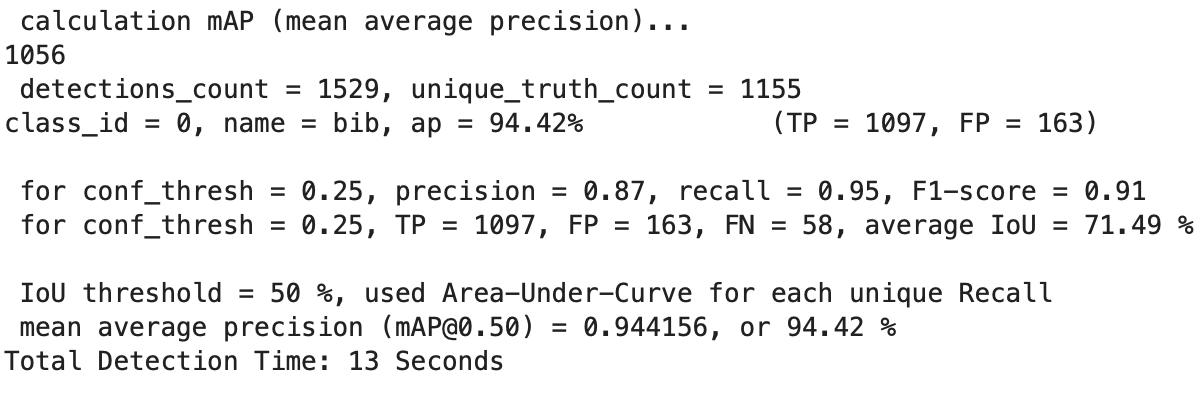 calculation mAP (mean average precision)...
1056
detections_count = 1529, unique_truth_count = 1155
class_id = 0, name = bib, ap = 94.42% (TP = 1097, FP = 163)
for conf_thresh = 0.25, precision = 0.87, recall = 0.95, F1-score = 0.91
for conf_thresh = 0.25, TP = 1097, FP = 163, FN = 58, average IoU = 71.49 %
IoU threshold = 50 %, used Area-Under-Curve for each unique Recall
mean average precision (mAP@0.50) = 0.944156, or 94.42 %
Total Detection Time: 13 Seconds